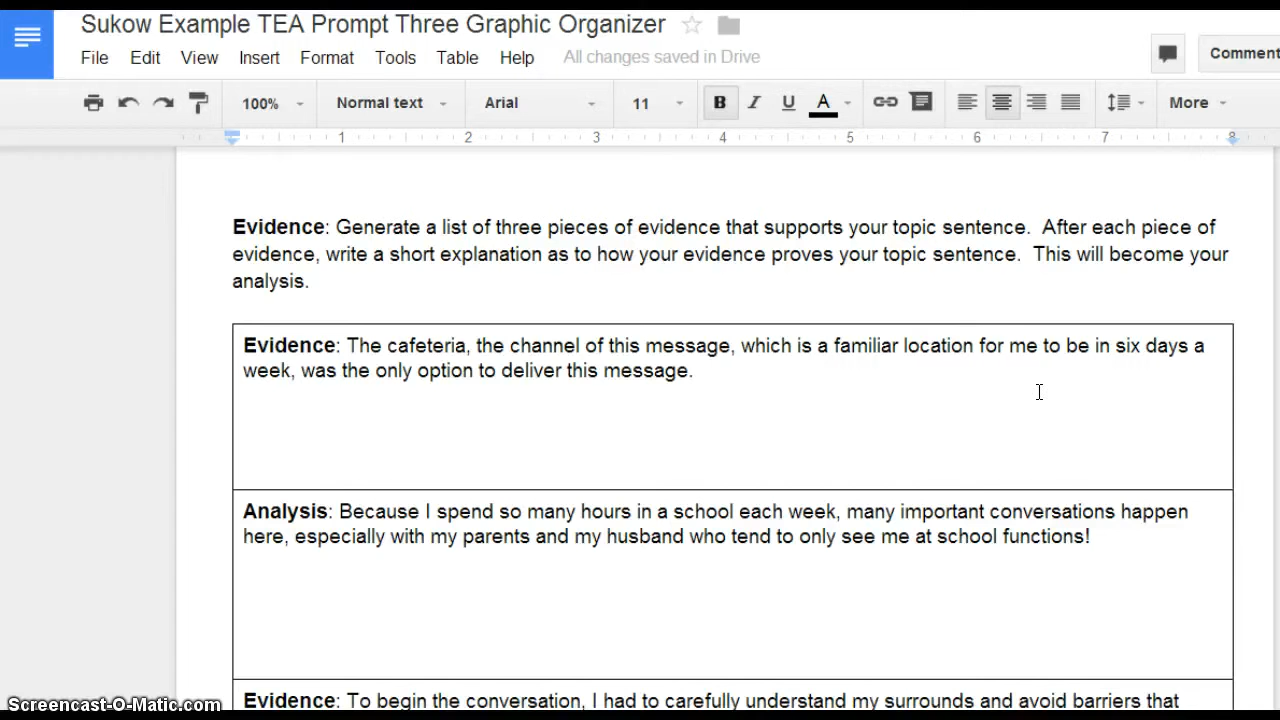 Sukow Example TEA Prompt Three Graphic Organizer
File Edit View Insert Format Tools Table Help All changes saved in Drive
Comment
100% Normal text Arial 11 B I U A More
1 2 3 4 5 6 7 8
Evidence: Generate a list of three pieces of evidence that supports your topic sentence. After each piece of
evidence, write a short explanation as to how your evidence proves your topic sentence. This will become your
analysis.
Evidence: The cafeteria, the channel of this message, which is a familiar location for me to be in six days a
week, was the only option to deliver this message.
Analysis: Because I spend so many hours in a school each week, many important conversations happen
here, especially with my parents and my husband who tend to only see me at school functions!
Evidence: To begin the conversation, I had to carefully understand my surrounds and avoid barriers that
Screencast-O-Matic.com